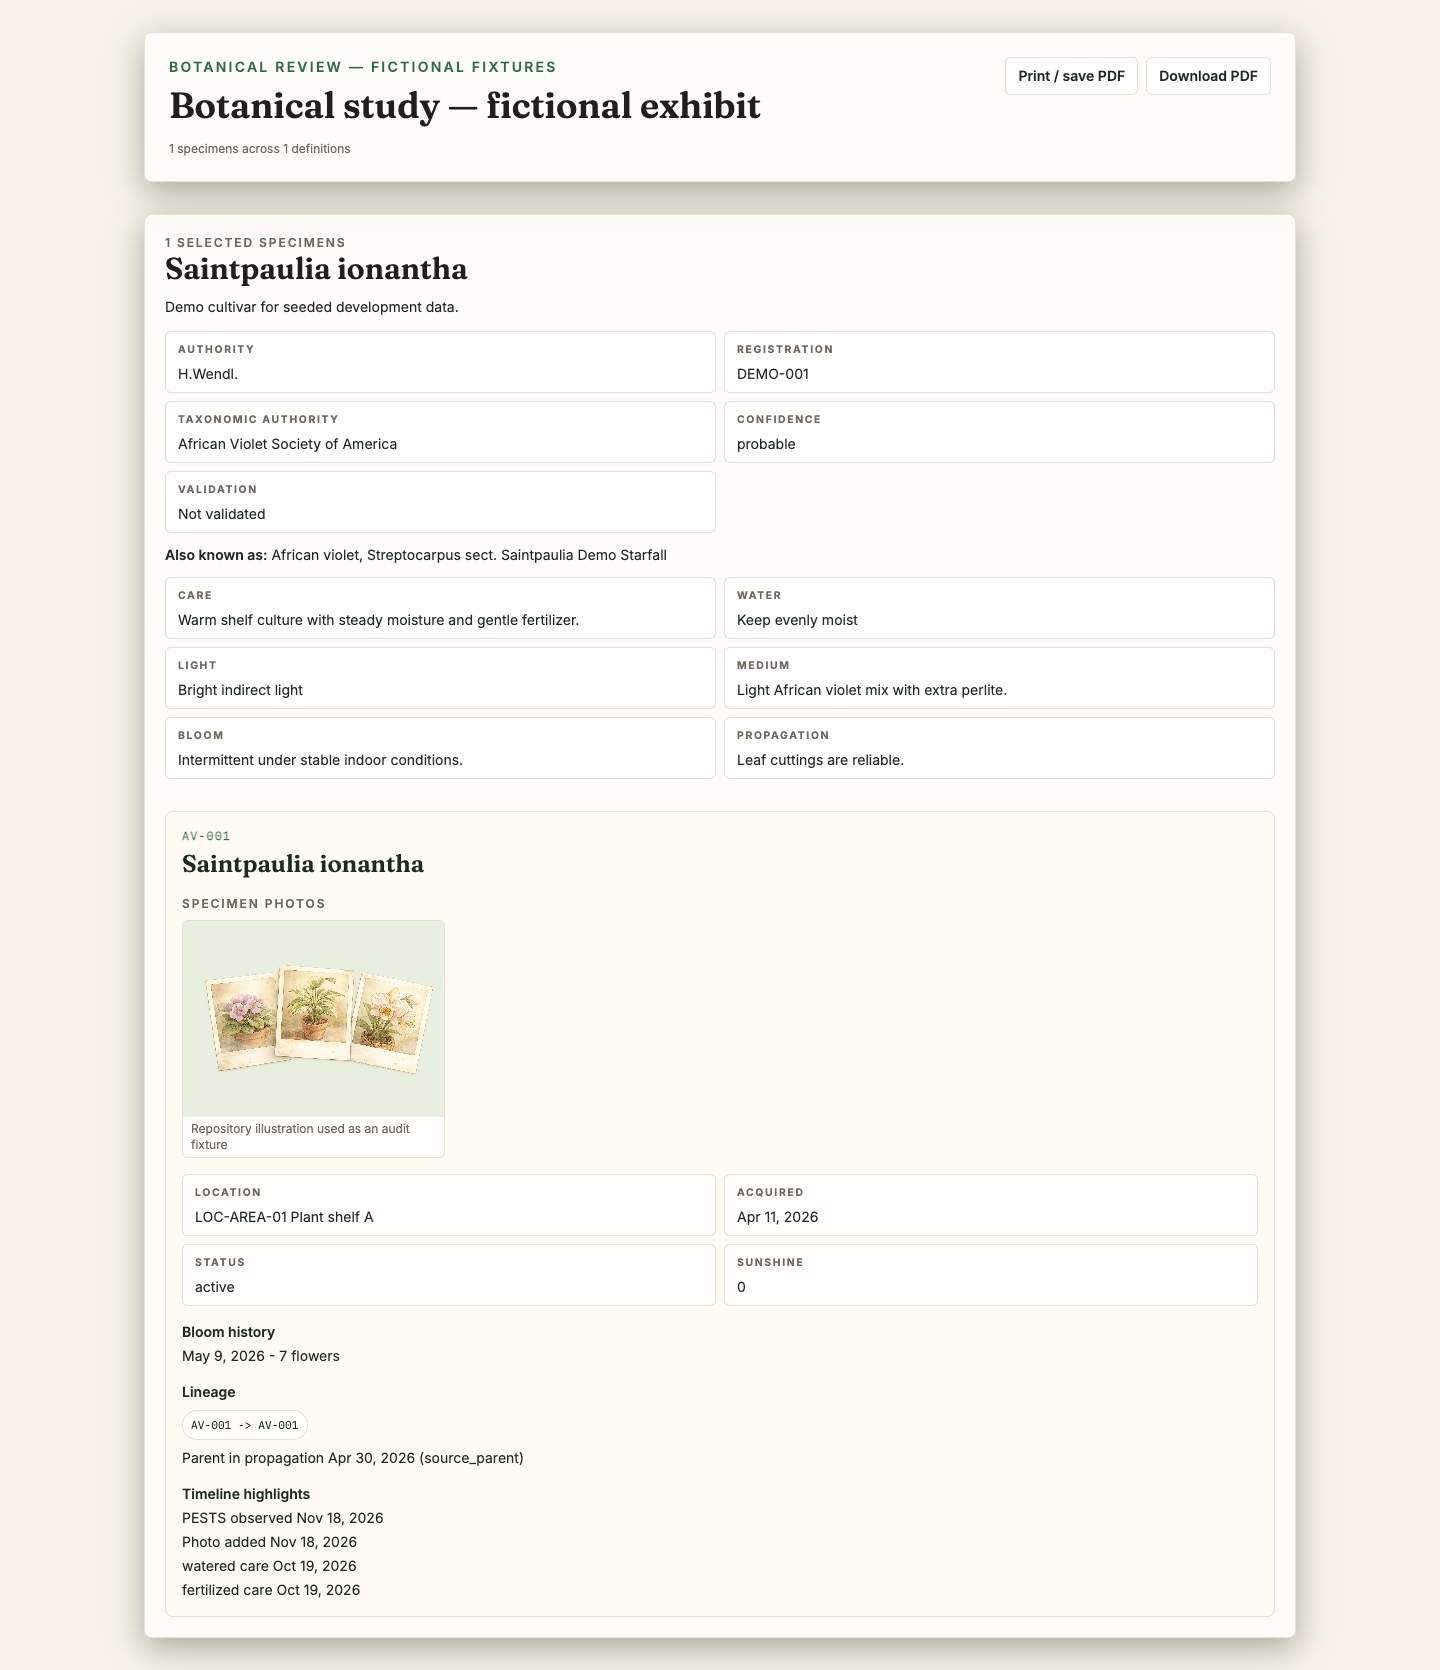 BOTANICAL REVIEW — FICTIONAL FIXTURES
Botanical study — fictional exhibit
1 specimens across 1 definitions
Print / save PDF
Download PDF
1 SELECTED SPECIMENS
Saintpaulia ionantha
Demo cultivar for seeded development data.
AUTHORITY
H.Wendl.
REGISTRATION
DEMO-001
TAXONOMIC AUTHORITY
African Violet Society of America
CONFIDENCE
probable
VALIDATION
Not validated
Also known as: African violet, Streptocarpus sect. Saintpaulia Demo Starfall
CARE
Warm shelf culture with steady moisture and gentle fertilizer.
WATER
Keep evenly moist
LIGHT
Bright indirect light
MEDIUM
Light African violet mix with extra perlite.
BLOOM
Intermittent under stable indoor conditions.
PROPAGATION
Leaf cuttings are reliable.
AV-001
Saintpaulia ionantha
SPECIMEN PHOTOS
Repository illustration used as an audit
fixture
LOCATION
LOC-AREA-01 Plant shelf A
ACQUIRED
Apr 11, 2026
STATUS
active
SUNSHINE
0
Bloom history
May 9, 2026 - 7 flowers
Lineage
AV-001 -> AV-001
Parent in propagation Apr 30, 2026 (source_parent)
Timeline highlights
PESTS observed Nov 18, 2026
Photo added Nov 18, 2026
watered care Oct 19, 2026
fertilized care Oct 19, 2026